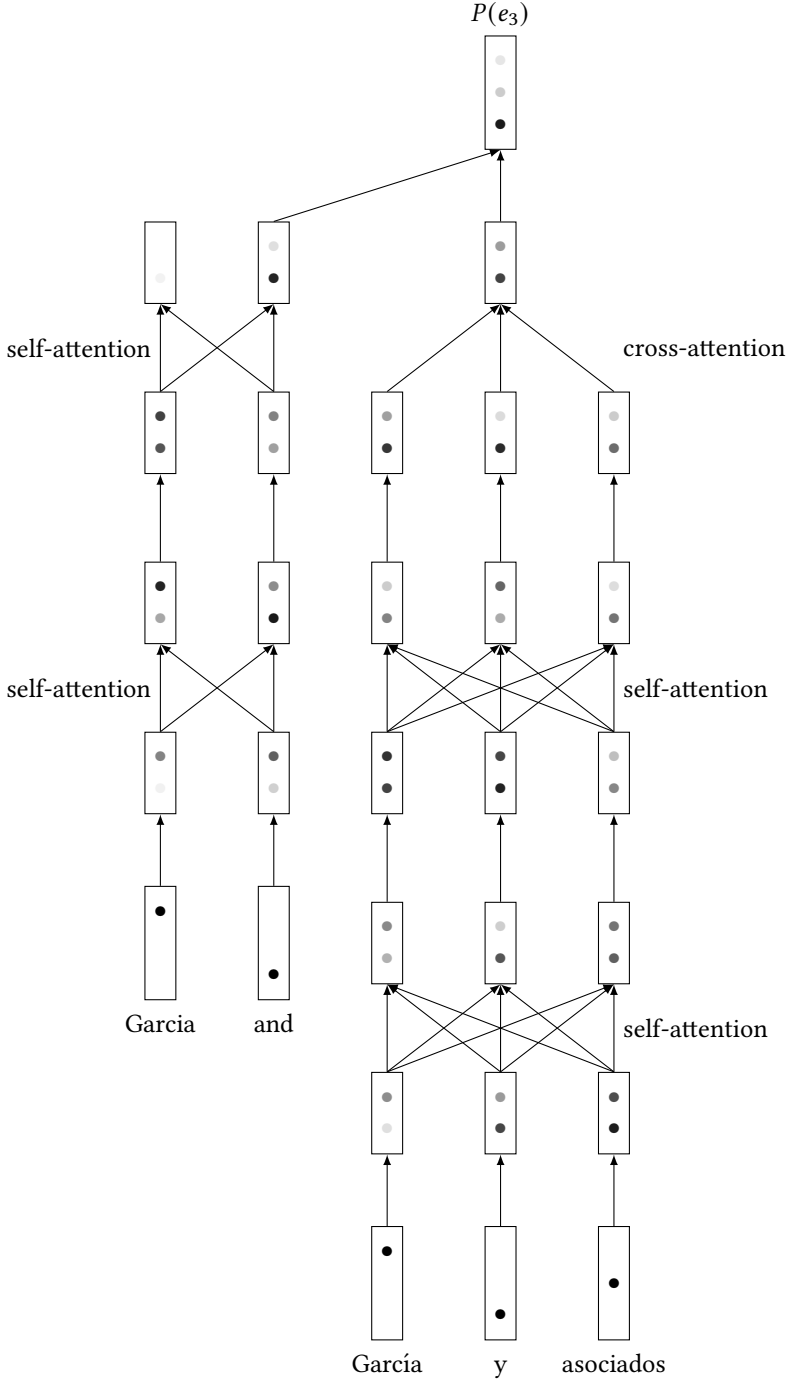 P(e₃)
self-attention
cross-attention
self-attention
self-attention
Garcia and
self-attention
García y asociados